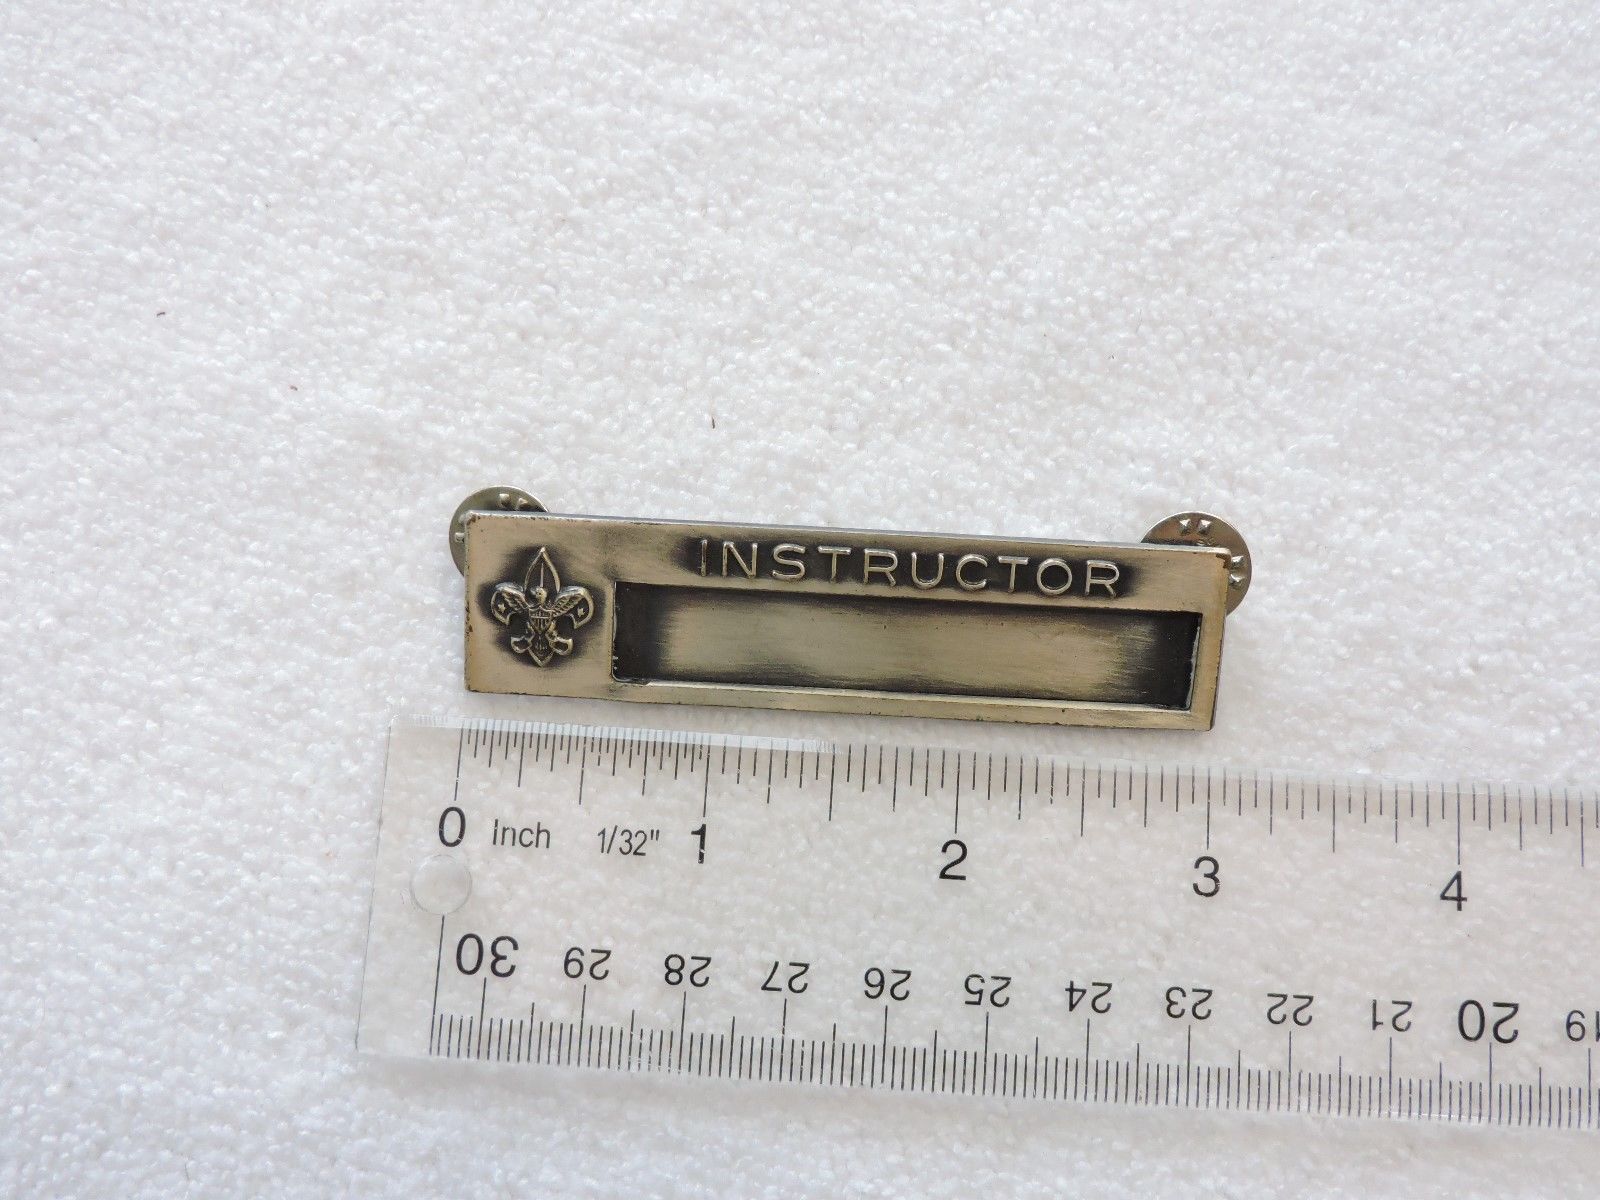 INSTRUCTOR
0 Inch 1/32" 1 2 3 4
30 29 28 27 26 25 24 23 22 21 20 19